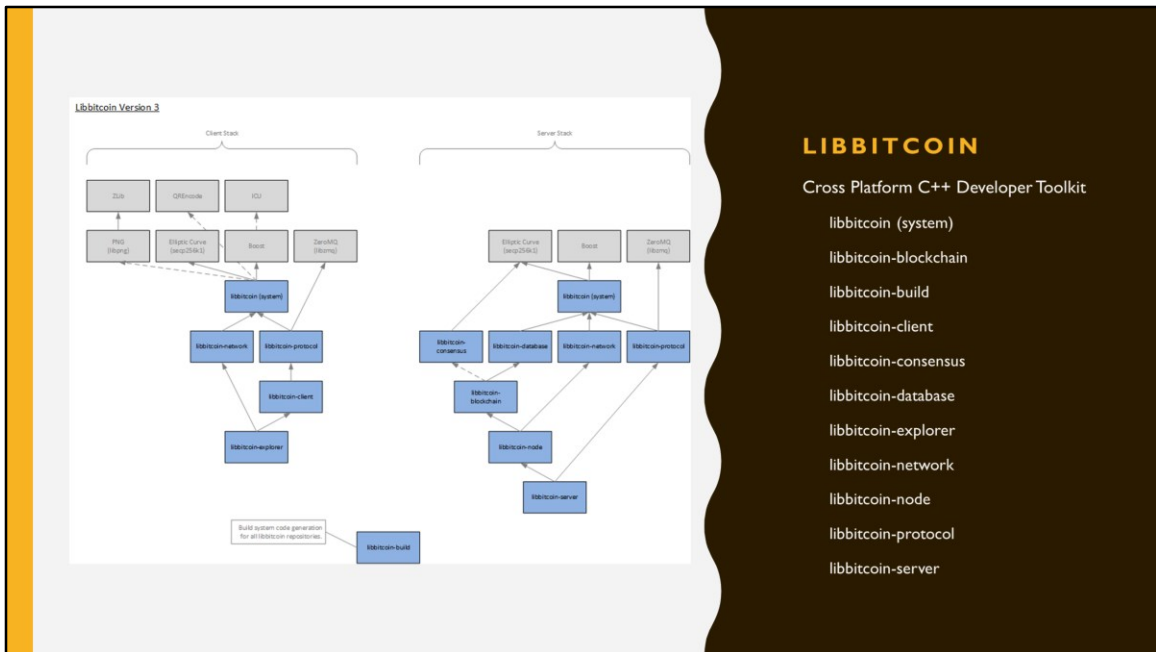 Libbitcoin Version 3
Client Stack
Server Stack
ZLib
QREncode
ICU
PNG
(libpng)
Elliptic Curve
(secp256k1)
Boost
ZeroMQ
(libzmq)
Elliptic Curve
(secp256k1)
Boost
ZeroMQ
(libzmq)
libbitcoin (system)
libbitcoin (system)
libbitcoin-network
libbitcoin-protocol
libbitcoin-
consensus
libbitcoin-database
libbitcoin-network
libbitcoin-protocol
libbitcoin-client
libbitcoin-
blockchain
libbitcoin-explorer
libbitcoin-node
libbitcoin-server
Build system code generation
for all libbitcoin repositories.
libbitcoin-build
LIBBITCOIN
Cross Platform C++ Developer Toolkit
libbitcoin (system)
libbitcoin-blockchain
libbitcoin-build
libbitcoin-client
libbitcoin-consensus
libbitcoin-database
libbitcoin-explorer
libbitcoin-network
libbitcoin-node
libbitcoin-protocol
libbitcoin-server